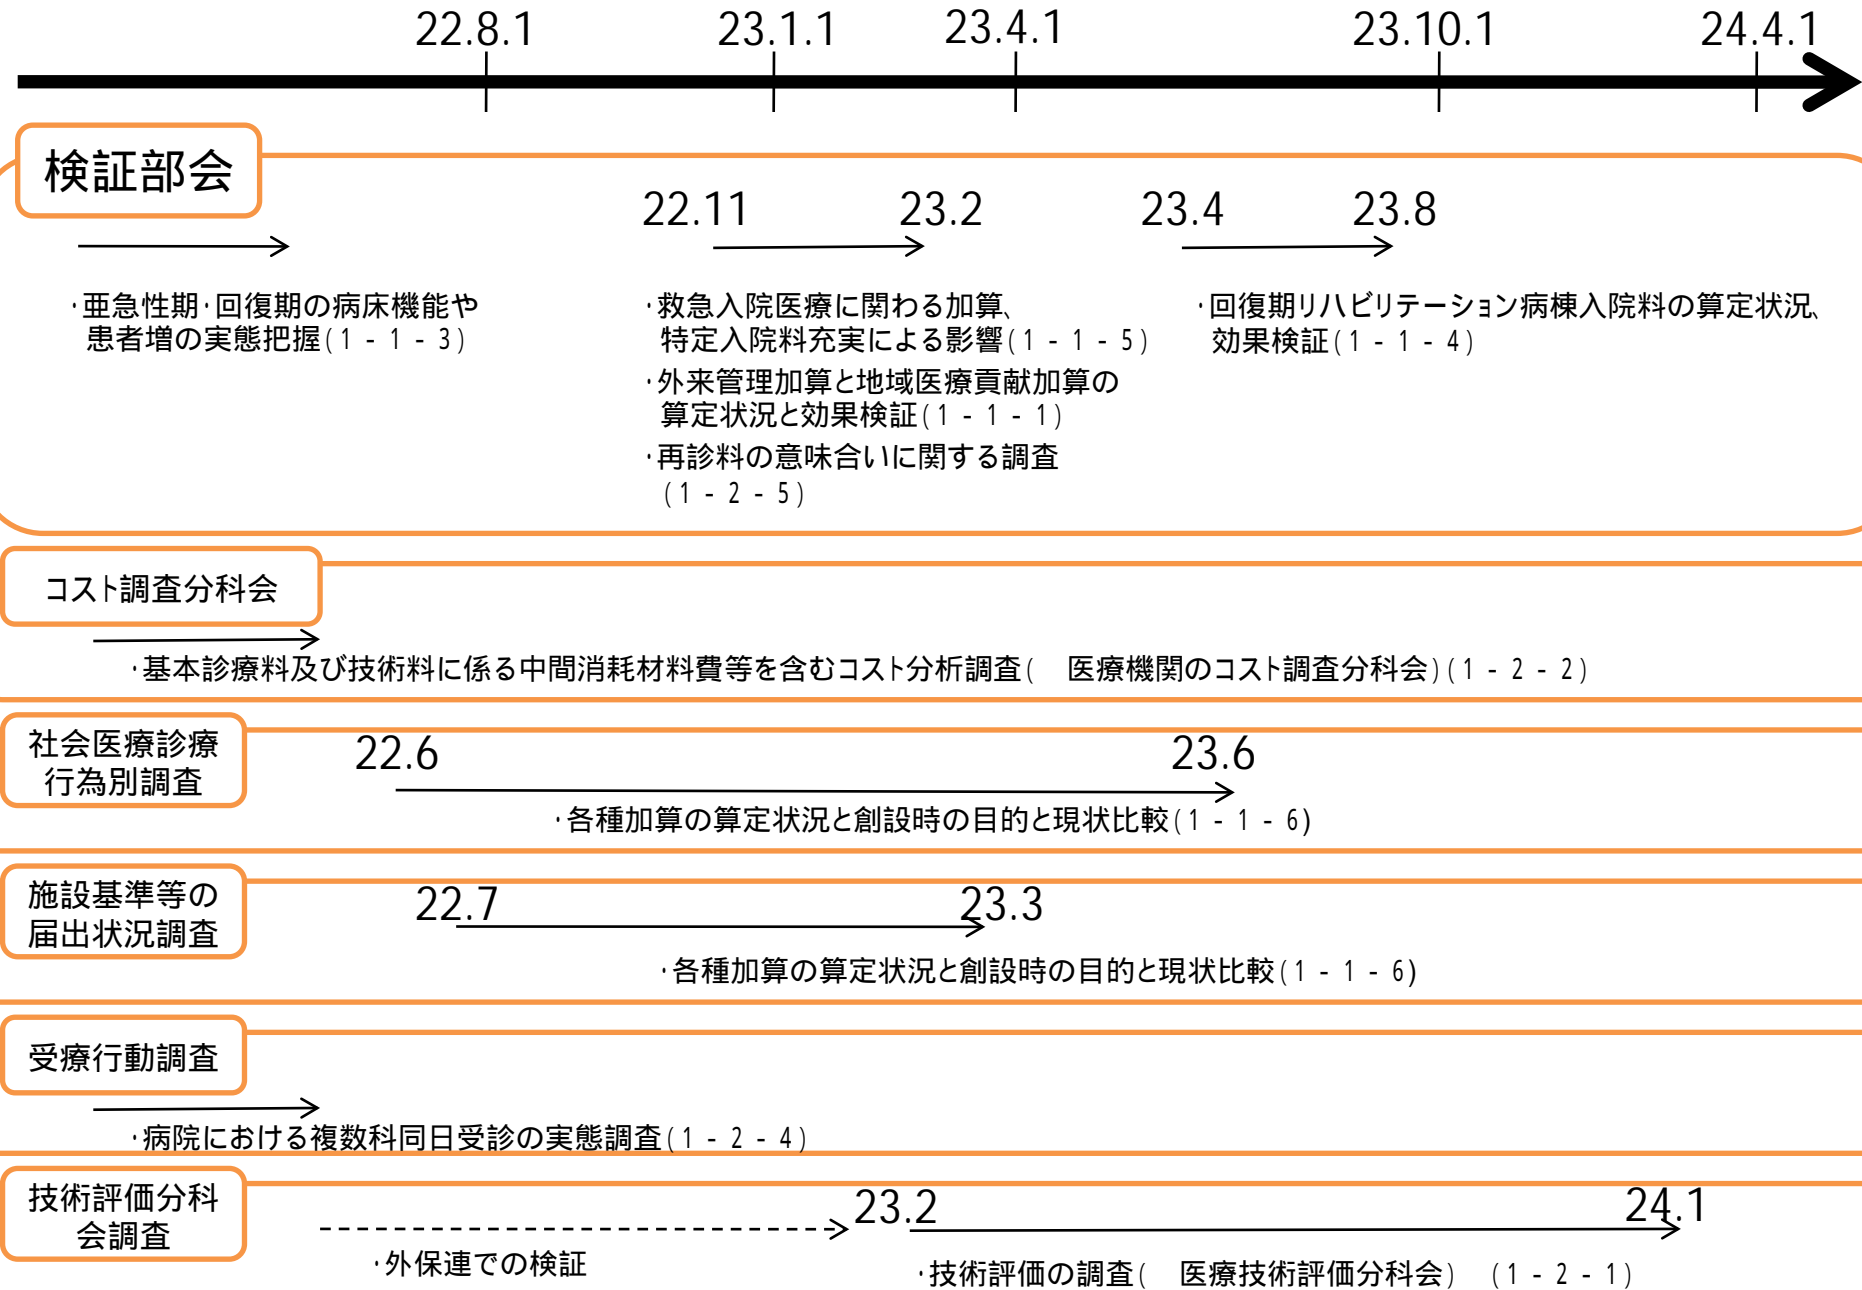 22.8.1 23.1.1 23.4.1 23.10.1 24.4.1
検証部会
22.11 23.2 23.4 23.8
・亜急性期・回復期の病床機能や
患者増の実態把握(1 - 1 - 3)
・救急入院医療に関わる加算、
特定入院料充実による影響(1 - 1 - 5)
・外来管理加算と地域医療貢献加算の
算定状況と効果検証(1 - 1 - 1)
・再診料の意味合いに関する調査
(1 - 2 - 5)
・回復期リハビリテーション病棟入院料の算定状況、
効果検証(1 - 1 - 4)
コスト調査分科会
・基本診療料及び技術料に係る中間消耗材料費等を含むコスト分析調査(　医療機関のコスト調査分科会)(1 - 2 - 2)
社会医療診療
行為別調査
22.6 23.6
・各種加算の算定状況と創設時の目的と現状比較(1 - 1 - 6)
施設基準等の
届出状況調査
22.7 23.3
・各種加算の算定状況と創設時の目的と現状比較(1 - 1 - 6)
受療行動調査
・病院における複数科同日受診の実態調査(1 - 2 - 4)
技術評価分科
会調査
23.2 24.1
・外保連での検証
・技術評価の調査(　医療技術評価分科会)　(1 - 2 - 1)